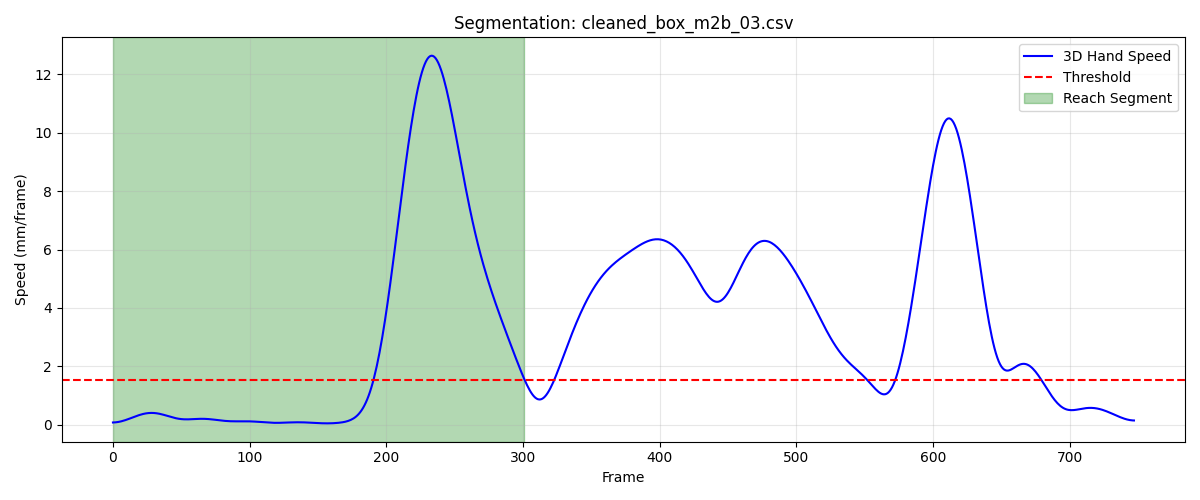 Segmentation: cleaned_box_m2b_03.csv
3D Hand Speed
Threshold
Reach Segment
Speed (mm/frame)
12
10
8
6
4
2
0
0 100 200 300 400 500 600 700
Frame